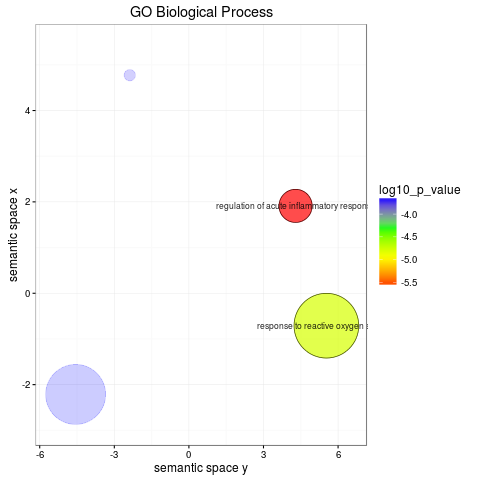 GO Biological Process
4
2
0
-2
-6
-3
0
3
6
semantic space x
semantic space y
regulation of acute inflammatory respon
response to reactive oxygen
log10_p_value
-4.0
-4.5
-5.0
-5.5